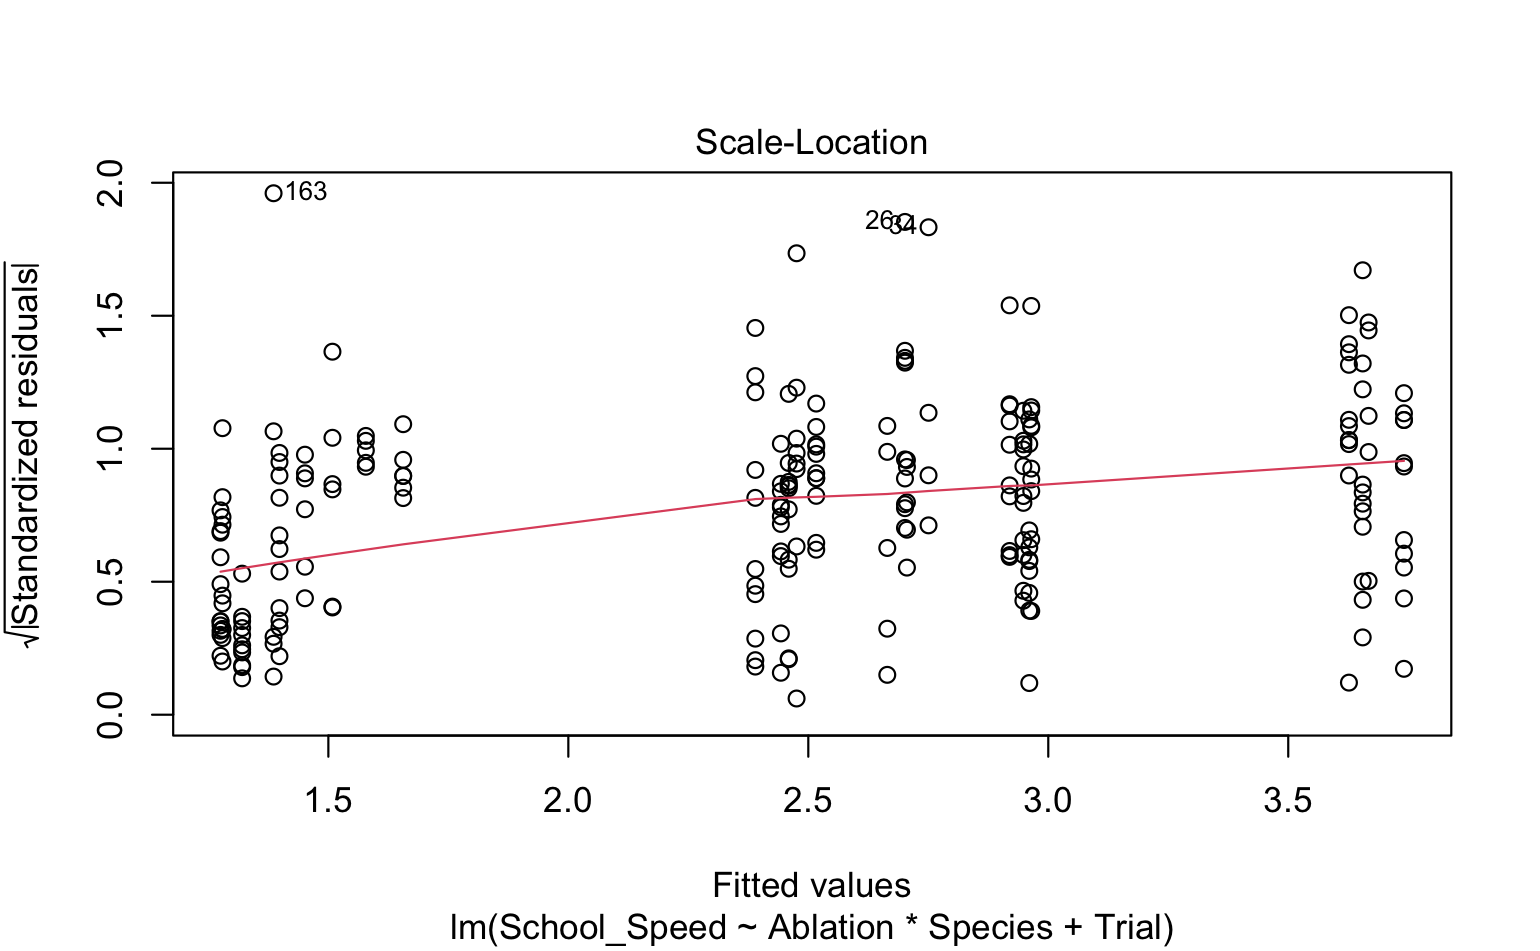 Scale-Location
√|Standardized residuals|
2.0
1.5
1.0
0.5
0.0
163
26
34
1.5 2.0 2.5 3.0 3.5
Fitted values
lm(School_Speed ~ Ablation * Species + Trial)